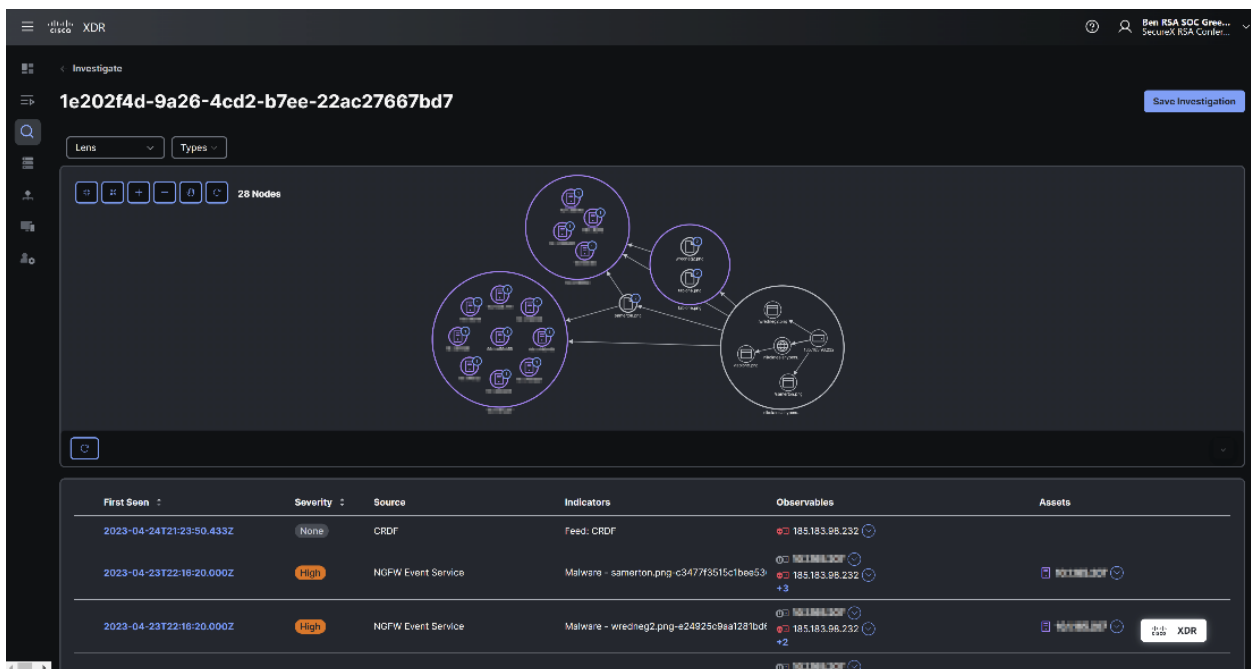 cisco XDR
Ben RSA SOC Gree...
SecureX RSA Confer...
Investigate
1e202f4d-9a26-4cd2-b7ee-22ac27667bd7
Save Investigation
Lens
Types
28 Nodes
First Seen
Severity
Source
Indicators
Observables
Assets
2023-04-24T21:23:50.433Z
None
CRDF
Feed: CRDF
185.183.98.232
2023-04-23T22:16:20.000Z
High
NGFW Event Service
Malware - samerton.png-c3477f3515c1bee53
185.183.98.232
+3
2023-04-23T22:16:20.000Z
High
NGFW Event Service
Malware - wredneg2.png-e24925c9aa1281bd
185.183.98.232
+2
cisco XDR